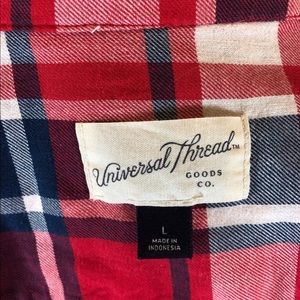 Universal Thread™
GOODS
CO.
L
MADE IN
INDONESIA